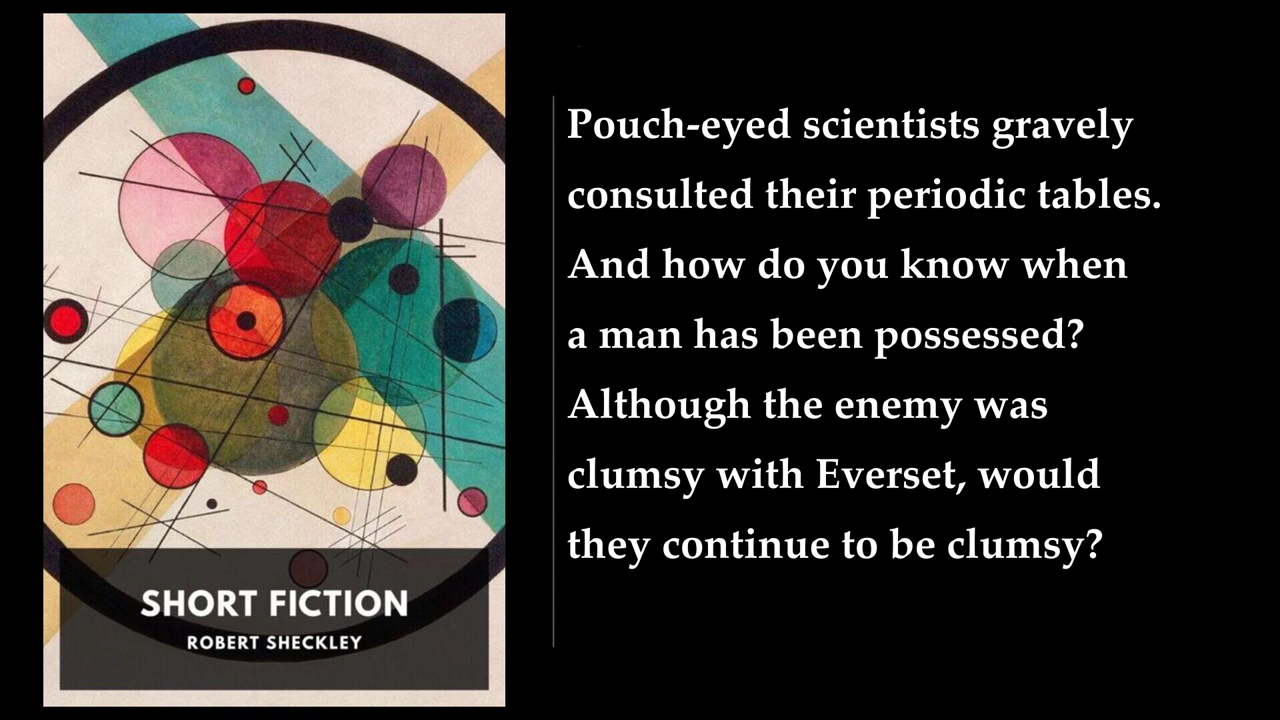 SHORT FICTION
ROBERT SHECKLEY
Pouch-eyed scientists gravely
consulted their periodic tables.
And how do you know when
a man has been possessed?
Although the enemy was
clumsy with Everset, would
they continue to be clumsy?